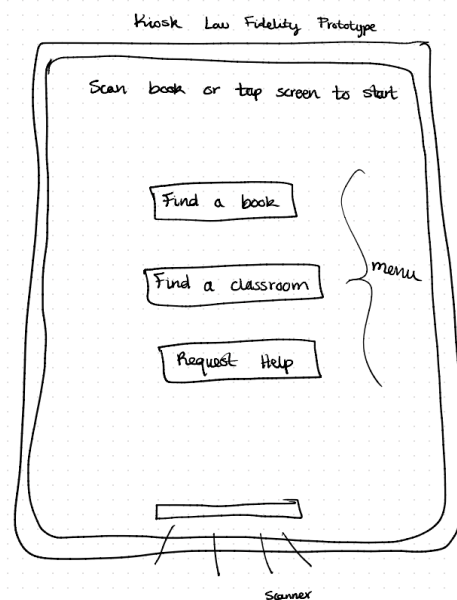 Kiosk Low Fidelity Prototype
Scan book or tap screen to start
Find a book
Find a classroom
menu
Request Help
Scanner